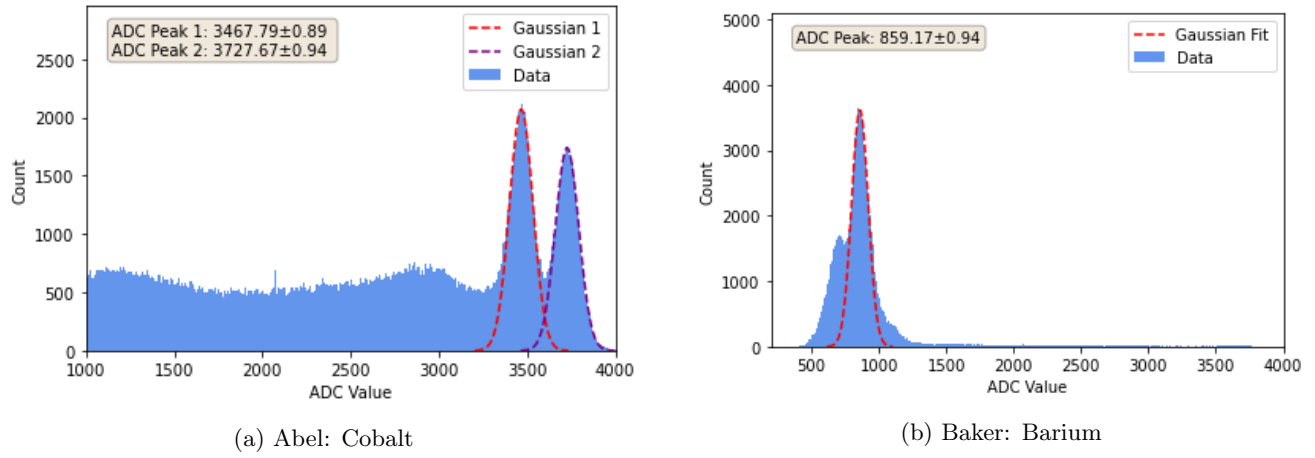 ADC Peak 1: 3467.79±0.89
ADC Peak 2: 3727.67±0.94
Gaussian 1
Gaussian 2
Data
2500
2000
1500
1000
500
0
Count
1000
1500
2000
2500
3000
3500
4000
ADC Value
(a) Abel: Cobalt
ADC Peak: 859.17±0.94
Gaussian Fit
Data
5000
4000
3000
2000
1000
0
Count
500
1000
1500
2000
2500
3000
3500
4000
ADC Value
(b) Baker: Barium